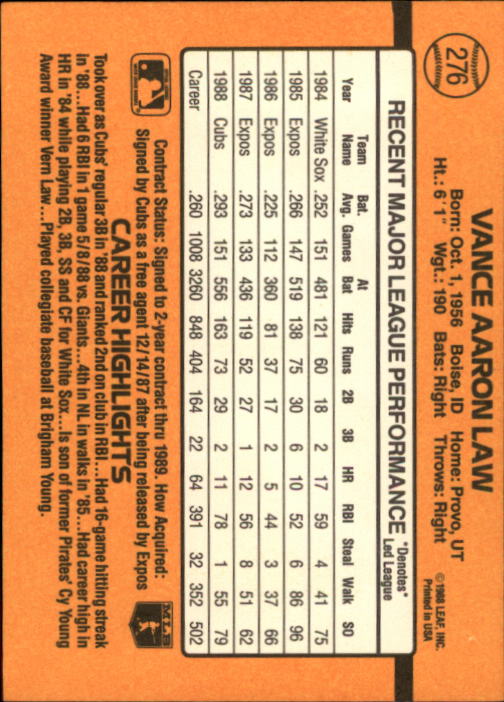 276
VANCE AARON LAW
Born: Oct. 1, 1956 Boise, ID Home: Provo, UT
Ht.: 6'1" Wgt.: 190 Bats: Right Throws: Right
© 1988 LEAF, INC.
Printed in USA
RECENT MAJOR LEAGUE PERFORMANCE *Denotes Led League
Year Team Name Bat. Avg. Games At Bat Hits Runs 2B 3B HR RBI Steal Walk SO
1984 White Sox .252 151 481 121 60 18 2 17 59 4 41 75
1985 Expos .266 147 519 138 75 30 6 10 52 6 86 96
1986 Expos .225 112 360 81 37 17 2 5 44 3 37 66
1987 Expos .273 133 436 119 52 27 1 12 56 8 51 62
1988 Cubs .293 151 556 163 73 29 2 11 78 1 55 79
Career .260 1008 3260 848 404 164 22 64 391 32 352 502
Contract Status: Signed to 2-year contract thru 1989. How Acquired:
Signed by Cubs as a free agent 12/14/87 after being released by Expos
MLB
CAREER HIGHLIGHTS
Took over as Cubs' regular 3B in '88 and ranked 2nd on club in RBI...Had 16-game hitting streak
in '88...Had 6 RBI in 1 game 5/8/88 vs. Giants...4th in NL in walks in '85...Had career high in
HR in '84 while playing 2B, 3B, SS and CF for White Sox...Is son of former Pirates' Cy Young
Award winner Vern Law...Played collegiate baseball at Brigham Young.